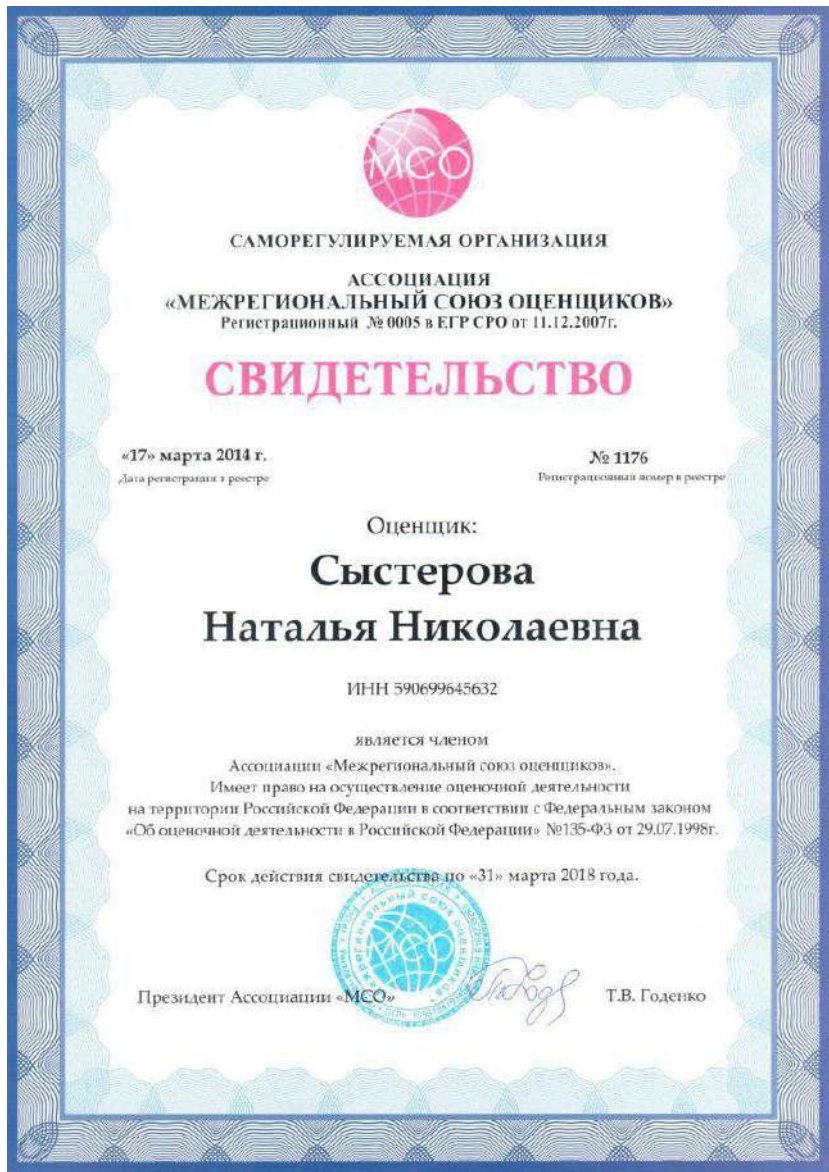 МСО
САМОРЕГУЛИРУЕМАЯ ОРГАНИЗАЦИЯ
АССОЦИАЦИЯ
«МЕЖРЕГИОНАЛЬНЫЙ СОЮЗ ОЦЕНЩИКОВ»
Регистрационный № 0005 в ЕГР СРО от 11.12.2007г.
СВИДЕТЕЛЬСТВО
«17» марта 2014 г.
Дата регистрации в реестре
№ 1176
Регистрационный номер в реестре
Оценщик:
Сыстерова
Наталья Николаевна
ИНН 590699645632
является членом
Ассоциации «Межрегиональный союз оценщиков».
Имеет право на осуществление оценочной деятельности
на территории Российской Федерации в соответствии с Федеральным законом
«Об оценочной деятельности в Российской Федерации» №135-ФЗ от 29.07.1998г.
Срок действия свидетельства по «31» марта 2018 года.
Межрегиональный союз оценщиков
МСО
Президент Ассоциации «МСО»
Т.В. Годенко